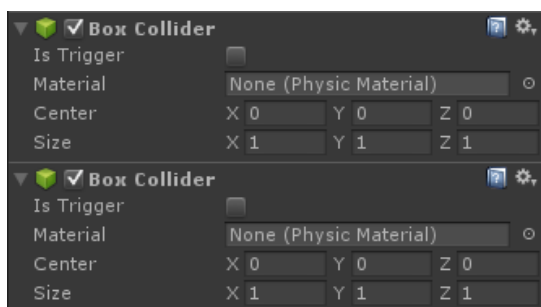 Box Collider
Is Trigger
Material None (Physic Material)
Center X 0 Y 0 Z 0
Size X 1 Y 1 Z 1
Box Collider
Is Trigger
Material None (Physic Material)
Center X 0 Y 0 Z 0
Size X 1 Y 1 Z 1